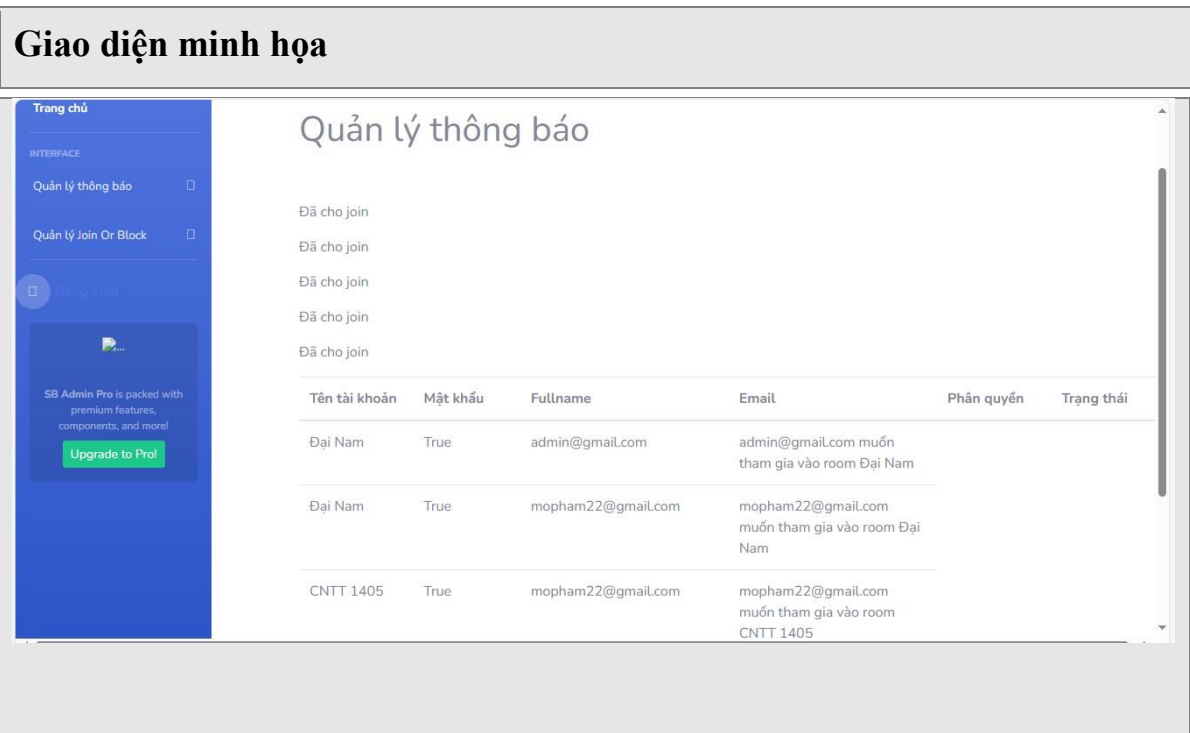 Giao diện minh họa
Trang chủ
INTERFACE
Quản lý thông báo
Quản lý Join Or Block
Đăng xuất
...
SB Admin Pro is packed with
premium features,
components, and more!
Upgrade to Pro!
Quản lý thông báo
Đã cho join
Đã cho join
Đã cho join
Đã cho join
Đã cho join
Tên tài khoản Mật khẩu Fullname Email Phân quyền Trạng thái
Đại Nam True admin@gmail.com admin@gmail.com muốn
tham gia vào room Đại Nam
Đại Nam True mopham22@gmail.com mopham22@gmail.com
muốn tham gia vào room Đại
Nam
CNTT 1405 True mopham22@gmail.com mopham22@gmail.com
muốn tham gia vào room
CNTT 1405